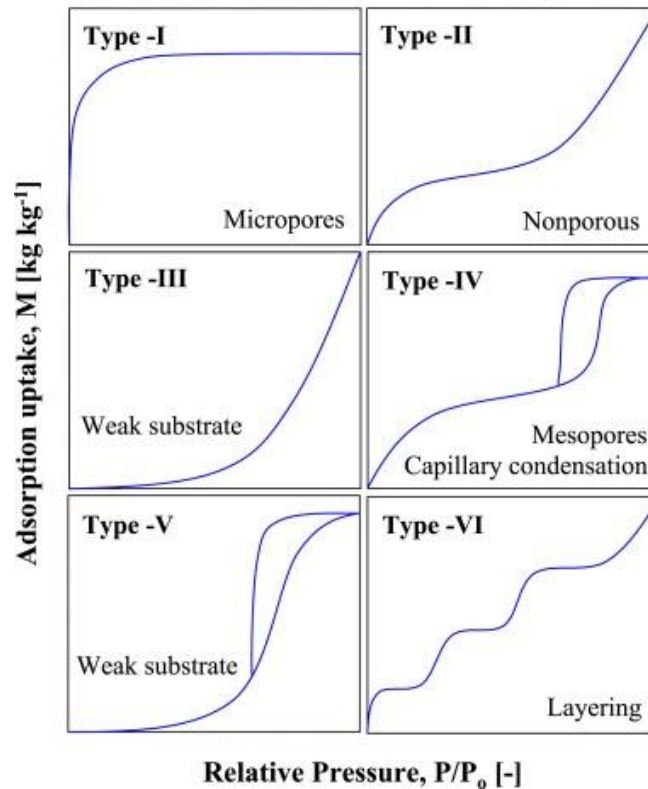 Adsorption uptake, M [kg kg⁻¹]
Type -I
Micropores
Type -II
Nonporous
Type -III
Weak substrate
Type -IV
Mesopores
Capillary condensation
Type -V
Weak substrate
Type -VI
Layering
Relative Pressure, P/Pₒ [-]